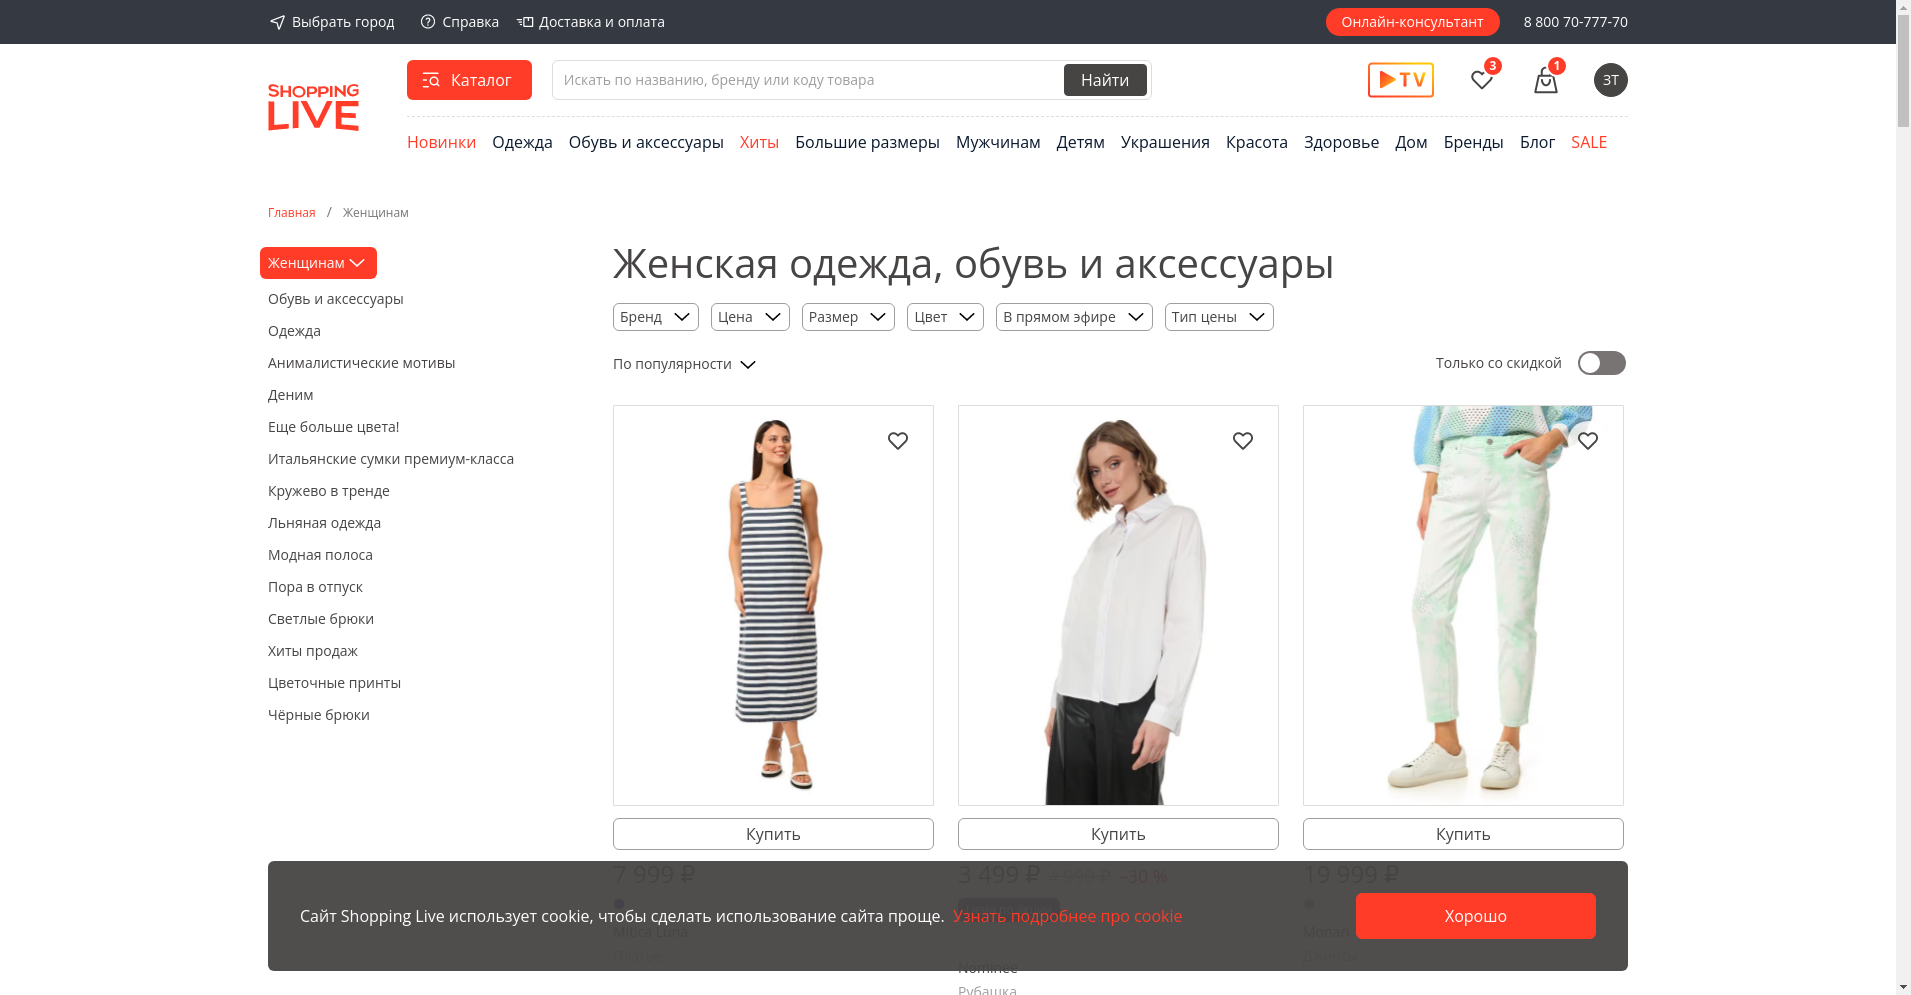 Выбрать город
Справка
Доставка и оплата
Онлайн-консультант
8 800 70-777-70
SHOPPING
LIVE
Каталог
Искать по названию, бренду или коду товара
Найти
TV
3
1
ЗТ
Новинки Одежда Обувь и аксессуары Хиты Большие размеры Мужчинам Детям Украшения Красота Здоровье Дом Бренды Блог SALE
Главная / Женщинам
Женщинам
Обувь и аксессуары
Одежда
Анималистические мотивы
Деним
Еще больше цвета!
Итальянские сумки премиум-класса
Кружево в тренде
Льняная одежда
Модная полоса
Пора в отпуск
Светлые брюки
Хиты продаж
Цветочные принты
Чёрные брюки
Женская одежда, обувь и аксессуары
Бренд
Цена
Размер
Цвет
В прямом эфире
Тип цены
По популярности
Только со скидкой
Купить
Купить
Купить
7 999 ₽
3 499 ₽
–30 %
19 999 ₽
Сайт Shopping Live использует cookie, чтобы сделать использование сайта проще. Узнать подробнее про cookie
Хорошо
Mitica Luna
Платье
Nominee
Рубашка
Monari
Джинсы